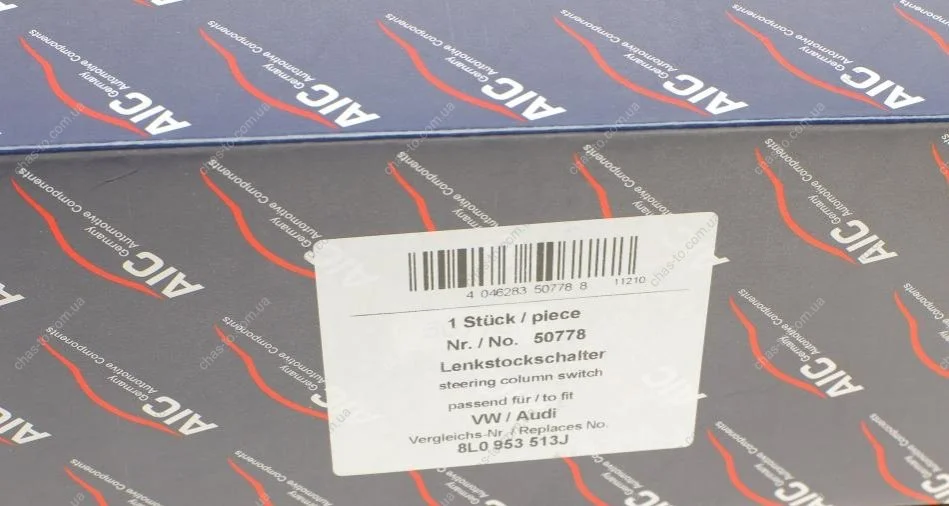 AIC
Germany
Automotive Components
4 046283 50778 8
11210
1 Stück / piece
Nr. / No. 50778
Lenkstockschalter
steering column switch
passend für / to fit
VW / Audi
Vergleichs-Nr. / Replaces No.
8L0 953 513J
chas-to.com.ua